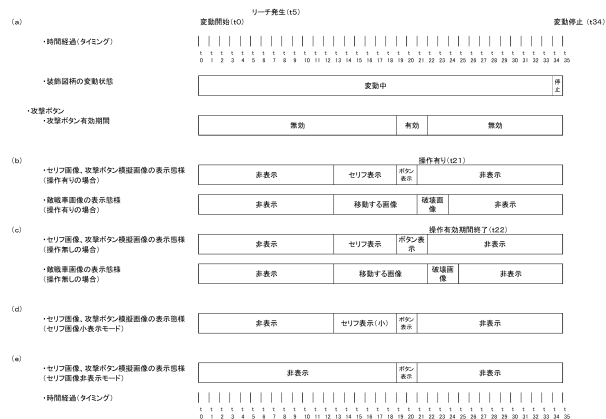 リーチ発生(t5)
(a) 変動開始(t0) 変動停止(t34)
・時間経過(タイミング)
t t t t t t t t t t t t t t t t t t t t t t t t t t t t t t t t t t t t
0 1 2 3 4 5 6 7 8 9 10 11 12 13 14 15 16 17 18 19 20 21 22 23 24 25 26 27 28 29 30 31 32 33 34 35
・装飾図柄の変動状態 変動中 停止
・攻撃ボタン
・攻撃ボタン有効期間 無効 有効 無効
(b) 操作有り(t21)
・セリフ画像、攻撃ボタン模擬画像の表示態様
(操作有りの場合)
非表示 セリフ表示 ボタン表示 非表示
・敵戦車画像の表示態様
(操作有りの場合)
非表示 移動する画像 破壊画像 非表示
(c) 操作有効期間終了(t22)
・セリフ画像、攻撃ボタン模擬画像の表示態様
(操作無しの場合)
非表示 セリフ表示 ボタン表示 非表示
・敵戦車画像の表示態様
(操作無しの場合)
非表示 移動する画像 破壊画像 非表示
(d)
・セリフ画像、攻撃ボタン模擬画像の表示態様
(セリフ画像小表示モード)
非表示 セリフ表示(小) ボタン表示 非表示
(e)
・セリフ画像、攻撃ボタン模擬画像の表示態様
(セリフ画像非表示モード)
非表示 ボタン表示 非表示
・時間経過(タイミング)
t t t t t t t t t t t t t t t t t t t t t t t t t t t t t t t t t t t t
0 1 2 3 4 5 6 7 8 9 10 11 12 13 14 15 16 17 18 19 20 21 22 23 24 25 26 27 28 29 30 31 32 33 34 35